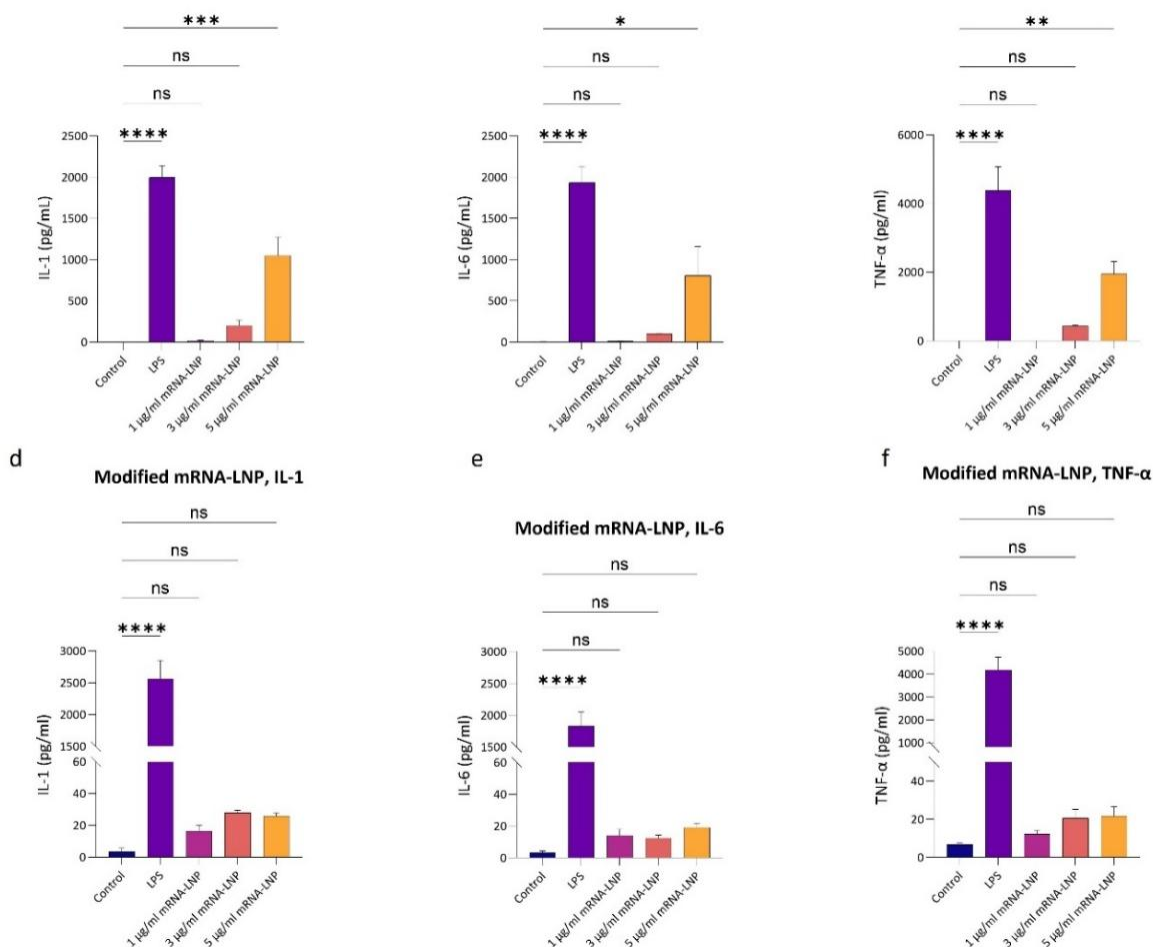 ***
ns
ns
****
2500
2000
1500
1000
500
0
IL-1 (pg/mL)
Control
LPS
1 µg/ml mRNA-LNP
3 µg/ml mRNA-LNP
5 µg/ml mRNA-LNP
*
ns
ns
****
2500
2000
1500
1000
500
0
IL-6 (pg/mL)
Control
LPS
1 µg/ml mRNA-LNP
3 µg/ml mRNA-LNP
5 µg/ml mRNA-LNP
**
ns
ns
****
6000
4000
2000
0
TNF-α (pg/ml)
Control
LPS
1 µg/ml mRNA-LNP
3 µg/ml mRNA-LNP
5 µg/ml mRNA-LNP
d
Modified mRNA-LNP, IL-1
ns
ns
ns
****
3000
2500
2000
1500
60
40
20
0
IL-1 (pg/ml)
Control
LPS
1 µg/ml mRNA-LNP
3 µg/ml mRNA-LNP
5 µg/ml mRNA-LNP
e
Modified mRNA-LNP, IL-6
ns
ns
ns
****
3000
2500
2000
1500
60
40
20
0
IL-6 (pg/ml)
Control
LPS
1 µg/ml mRNA-LNP
3 µg/ml mRNA-LNP
5 µg/ml mRNA-LNP
f
Modified mRNA-LNP, TNF-α
ns
ns
ns
****
5000
4000
3000
2000
1000
40
20
0
TNF-α (pg/ml)
Control
LPS
1 µg/ml mRNA-LNP
3 µg/ml mRNA-LNP
5 µg/ml mRNA-LNP